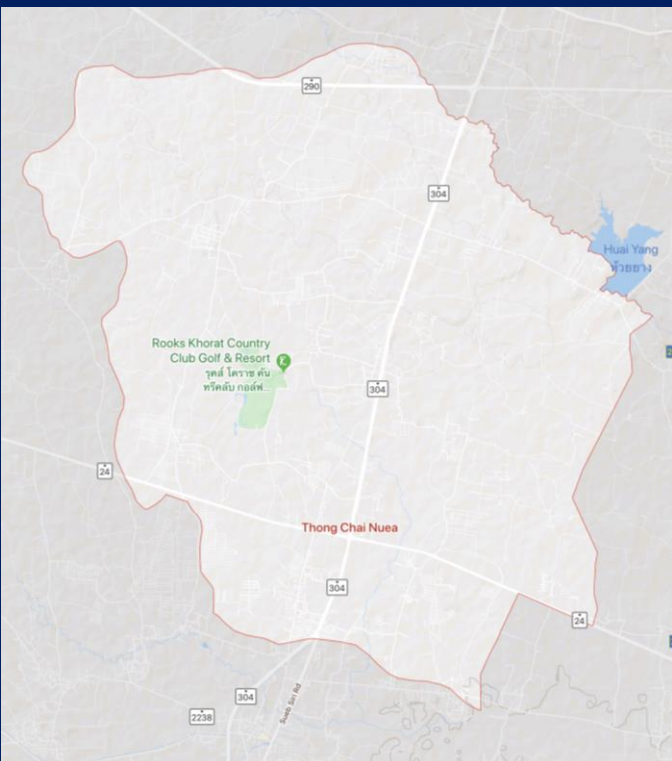 290
304
Huai Yang
ห้วยยาง
Rooks Khorat Country
Club Golf & Resort
รุคส์ โคราช คัน
ทรีคลับ กอล์ฟ...
304
24
Thong Chai Nuea
304
24
304
2238
Sueb Siri Rd